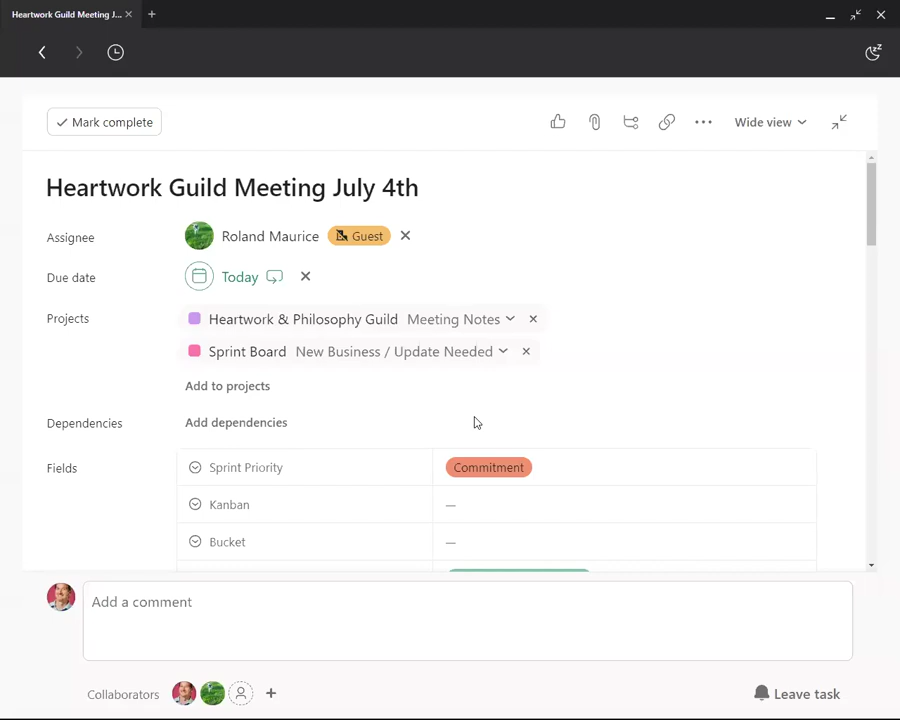 Heartwork Guild Meeting J...
Mark complete
Wide view
Heartwork Guild Meeting July 4th
Assignee
Roland Maurice
Guest
Due date
Today
Projects
Heartwork & Philosophy Guild Meeting Notes
Sprint Board New Business / Update Needed
Add to projects
Dependencies
Add dependencies
Fields
Sprint Priority
Commitment
Kanban
—
Bucket
—
Add a comment
Collaborators
Leave task